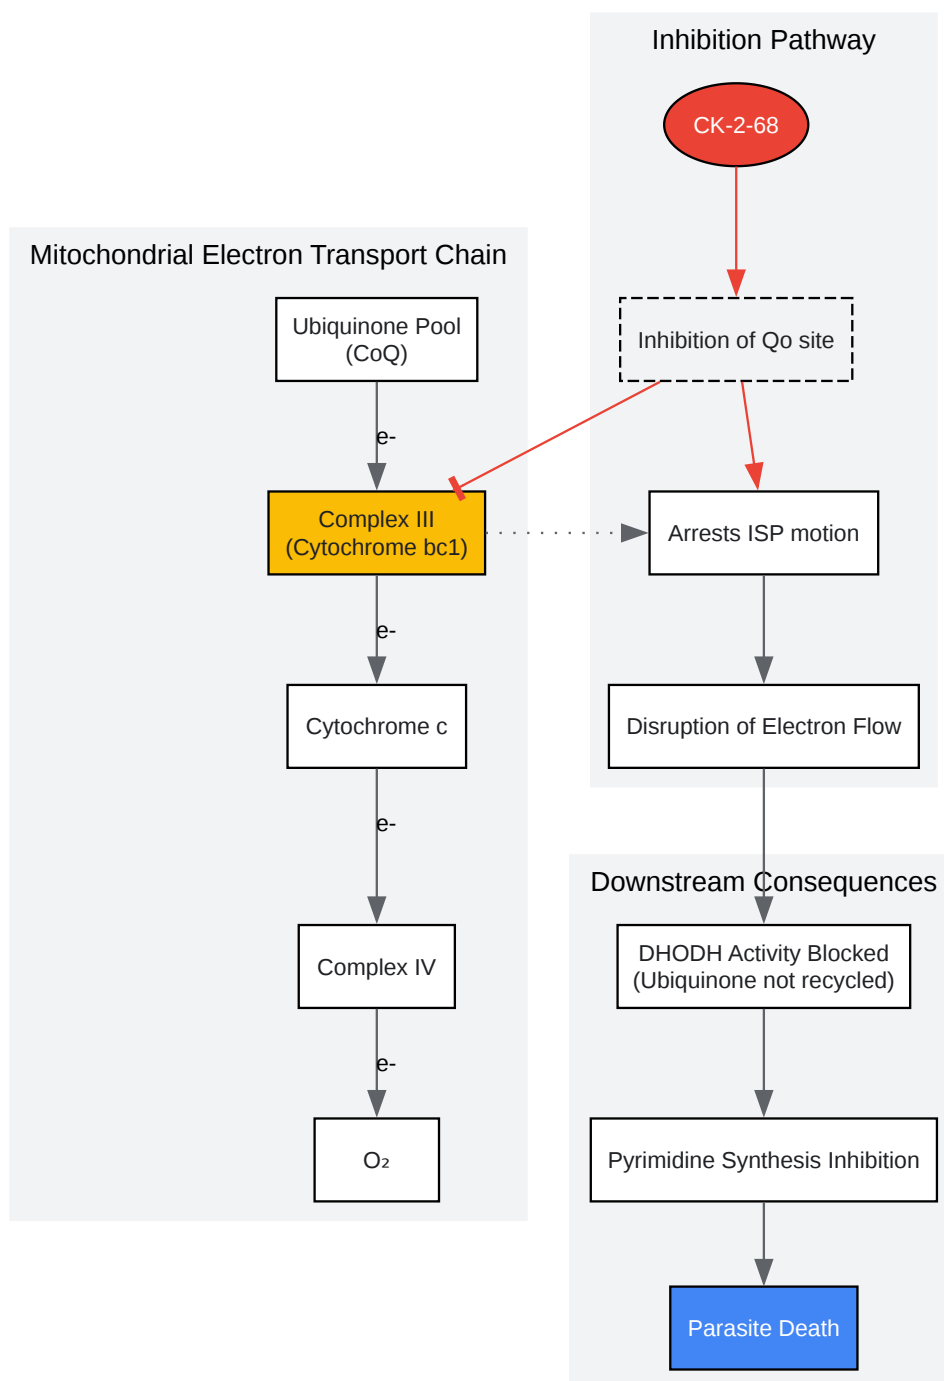 Inhibition Pathway
CK-2-68
Mitochondrial Electron Transport Chain
Ubiquinone Pool
(CoQ)
Inhibition of Qo site
e-
Complex III
(Cytochrome bc1)
Arrests ISP motion
e-
Cytochrome c
Disruption of Electron Flow
e-
Downstream Consequences
Complex IV
DHODH Activity Blocked
(Ubiquinone not recycled)
e-
O₂
Pyrimidine Synthesis Inhibition
Parasite Death